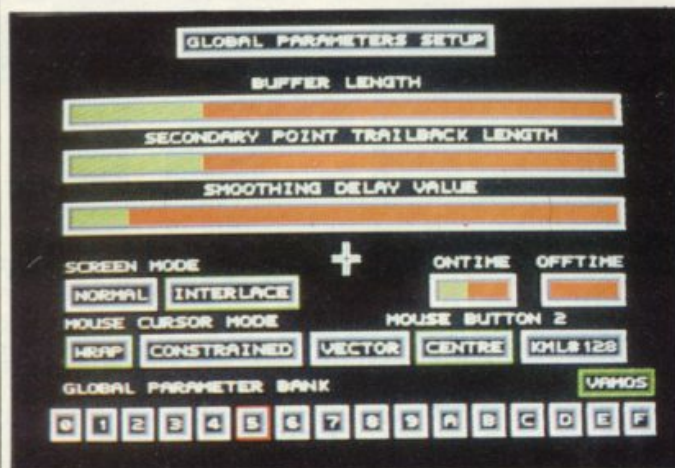 GLOBAL PARAMETERS SETUP
BUFFER LENGTH
SECONDARY POINT TRAILBACK LENGTH
SMOOTHING DELAY VALUE
SCREEN MODE
ONTIME OFFTIME
NORMAL INTERLACE
MOUSE CURSOR MODE MOUSE BUTTON 2
WRAP CONSTRAINED VECTOR CENTRE KML#128
GLOBAL PARAMETER BANK
VAMOS
0 1 2 3 4 5 6 7 8 9 A B C D E F